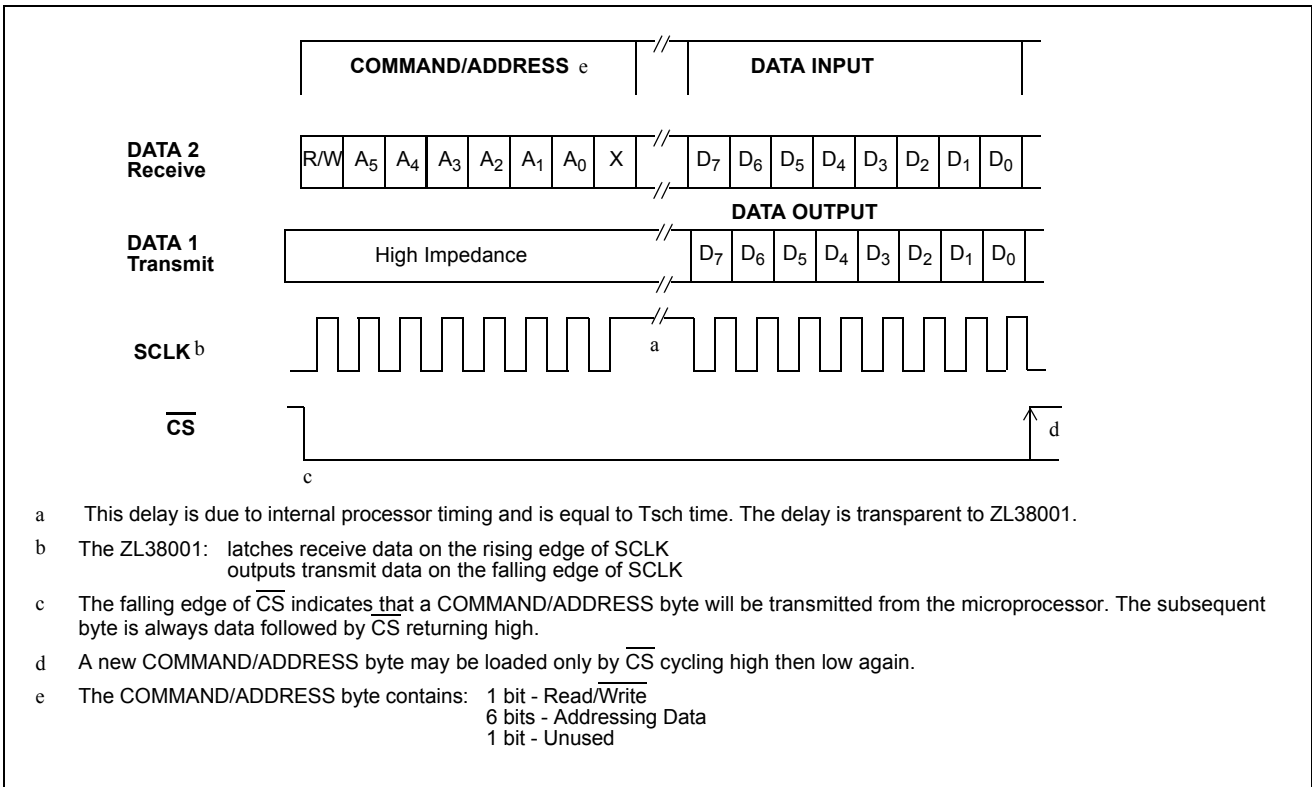 COMMAND/ADDRESS e
DATA INPUT
DATA 2
Receive
R/W A5 A4 A3 A2 A1 A0 X
D7 D6 D5 D4 D3 D2 D1 D0
DATA OUTPUT
DATA 1
Transmit
High Impedance
D7 D6 D5 D4 D3 D2 D1 D0
SCLK b
a
CS
d
c
a This delay is due to internal processor timing and is equal to Tsch time. The delay is transparent to ZL38001.
b The ZL38001: latches receive data on the rising edge of SCLK
outputs transmit data on the falling edge of SCLK
c The falling edge of CS indicates that a COMMAND/ADDRESS byte will be transmitted from the microprocessor. The subsequent
byte is always data followed by CS returning high.
d A new COMMAND/ADDRESS byte may be loaded only by CS cycling high then low again.
e The COMMAND/ADDRESS byte contains: 1 bit - Read/Write
6 bits - Addressing Data
1 bit - Unused